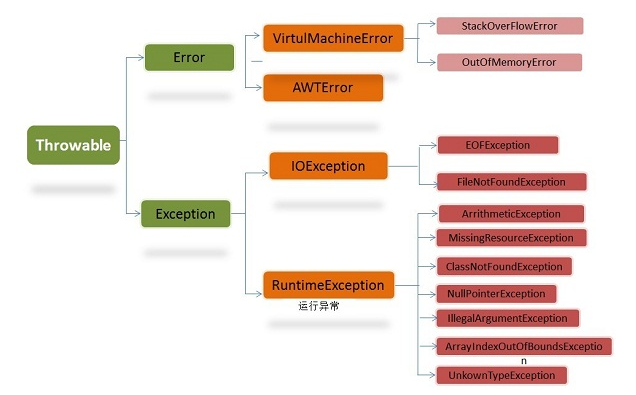 Throwable
Error
VirtulMachineError
StackOverFlowError
OutOfMemoryError
AWTError
Exception
IOException
EOFException
FileNotFoundException
RuntimeException
运行异常
ArrithmeticException
MissingResourceException
ClassNotFoundException
NullPointerException
IllegalArgumentException
ArrayIndexOutOfBoundsExceptio
n
UnkownTypeException